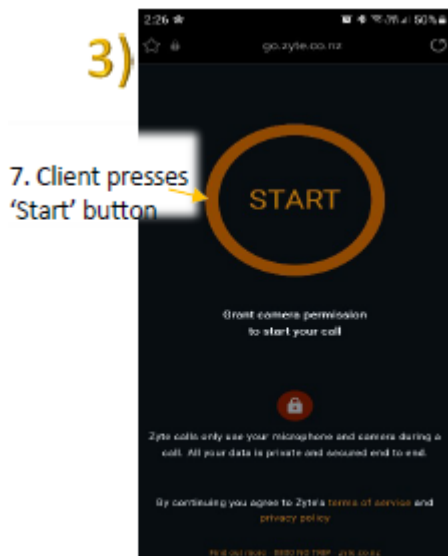 3)
2:26
50%
go.zyte.co.nz
7. Client presses
'Start' button
START
Grant camera permission
to start your call
Zyte calls only use your microphone and camera during a
call. All your data is private and secured end to end.
By continuing you agree to Zyte's terms of service and
privacy policy